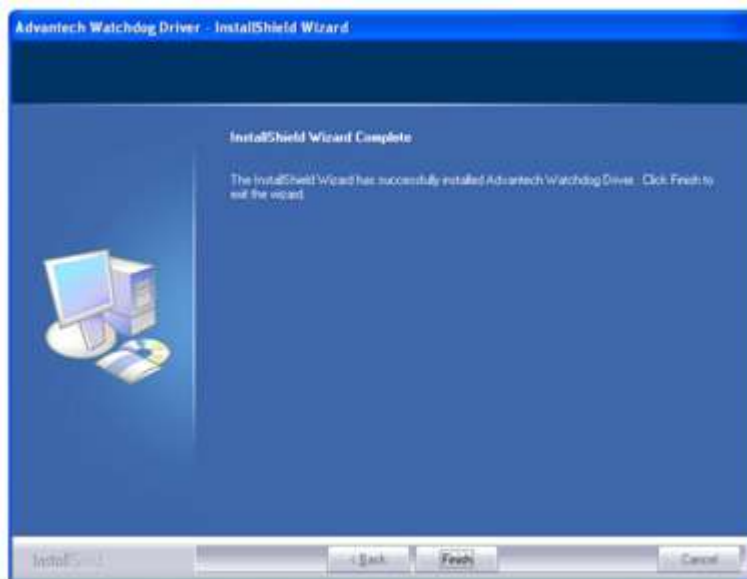 Advantech Watchdog Driver - InstallShield Wizard
InstallShield Wizard Complete
The InstallShield Wizard has successfully installed Advantech Watchdog Driver. Click Finish to
exit the wizard.
InstallShield
< Back
Finish
Cancel